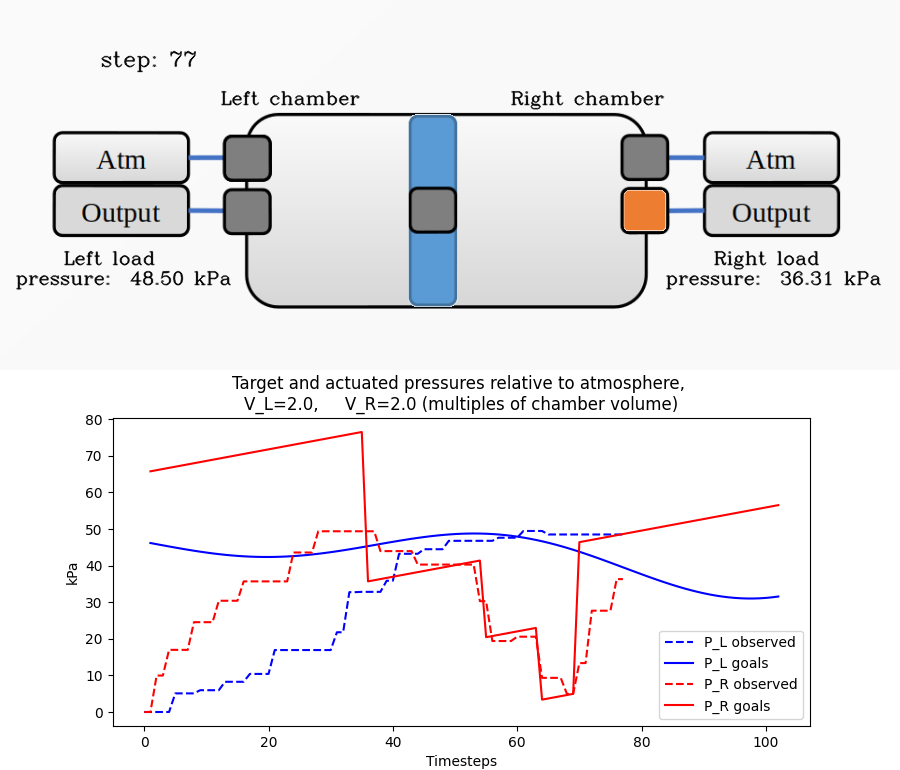 step: 77
Left chamber
Right chamber
Atm
Atm
Output
Output
Left load
pressure: 48.50 kPa
Right load
pressure: 36.31 kPa
Target and actuated pressures relative to atmosphere,
V_L=2.0, V_R=2.0 (multiples of chamber volume)
80
70
60
50
40
30
20
10
0
kPa
0
20
40
60
80
100
Timesteps
P_L observed
P_L goals
P_R observed
P_R goals